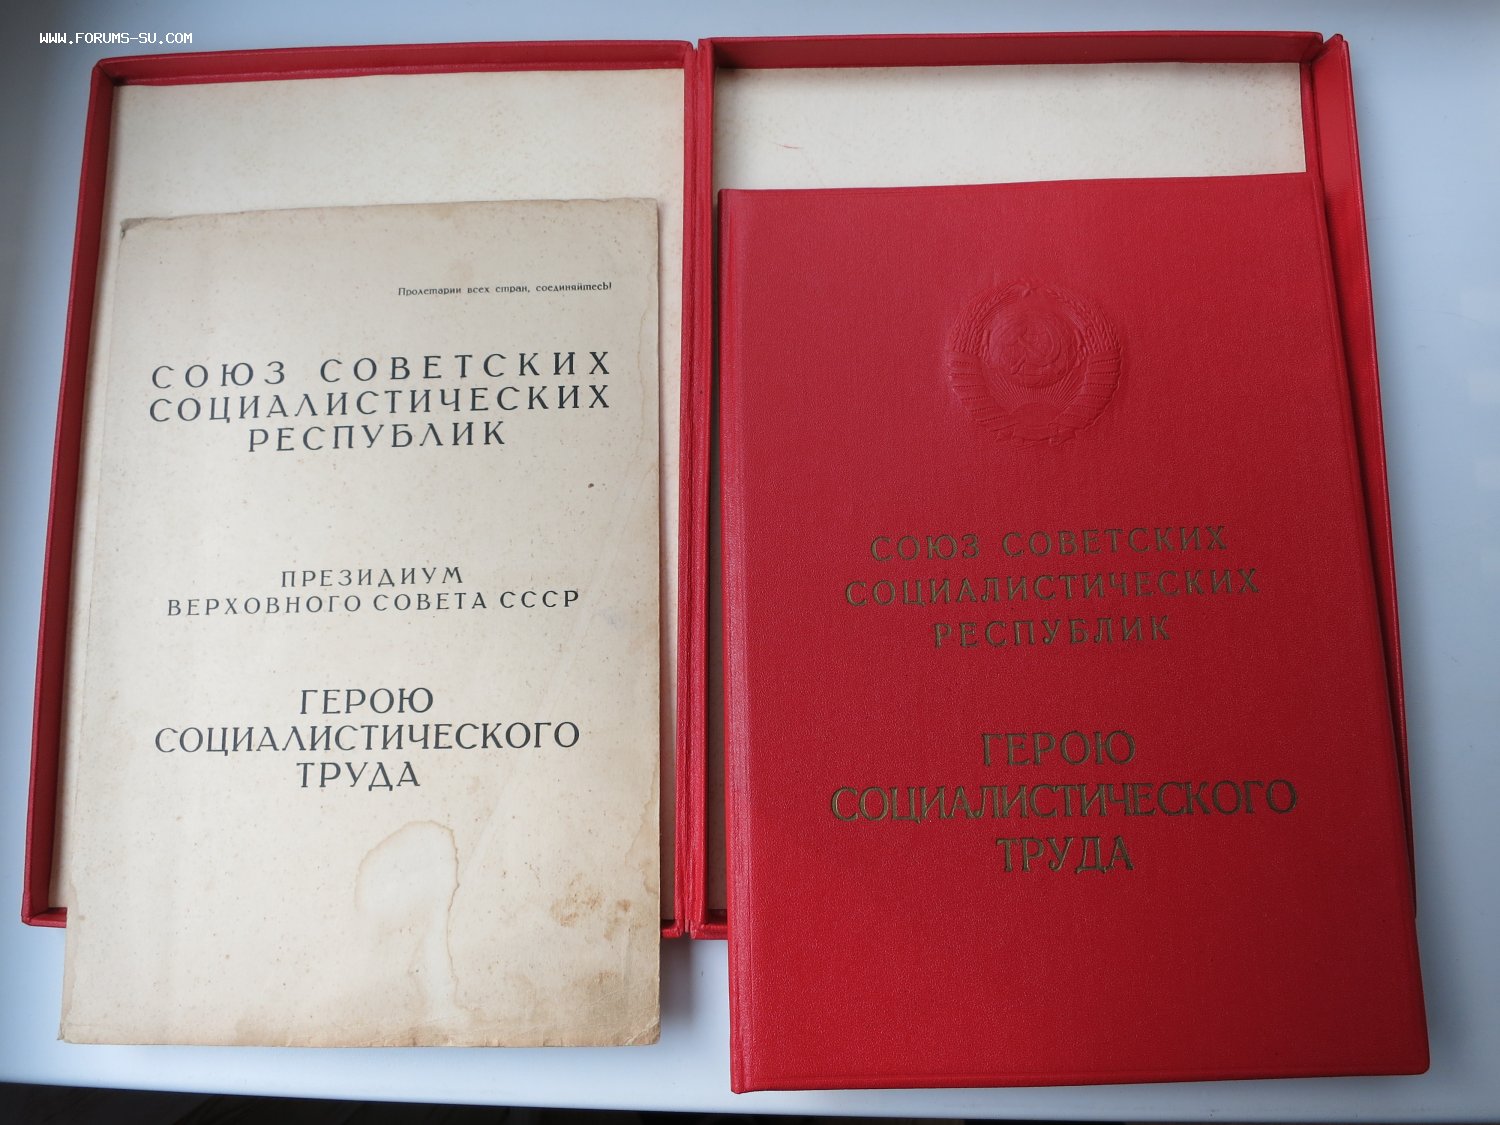 WWW.FORUMS-SU.COM
Пролетарии всех стран, соединяйтесь!
СОЮЗ СОВЕТСКИХ
СОЦИАЛИСТИЧЕСКИХ
РЕСПУБЛИК
ПРЕЗИДИУМ
ВЕРХОВНОГО СОВЕТА СССР
ГЕРОЮ
СОЦИАЛИСТИЧЕСКОГО
ТРУДА
СОЮЗ СОВЕТСКИХ
СОЦИАЛИСТИЧЕСКИХ
РЕСПУБЛИК
ГЕРОЮ
СОЦИАЛИСТИЧЕСКОГО
ТРУДА